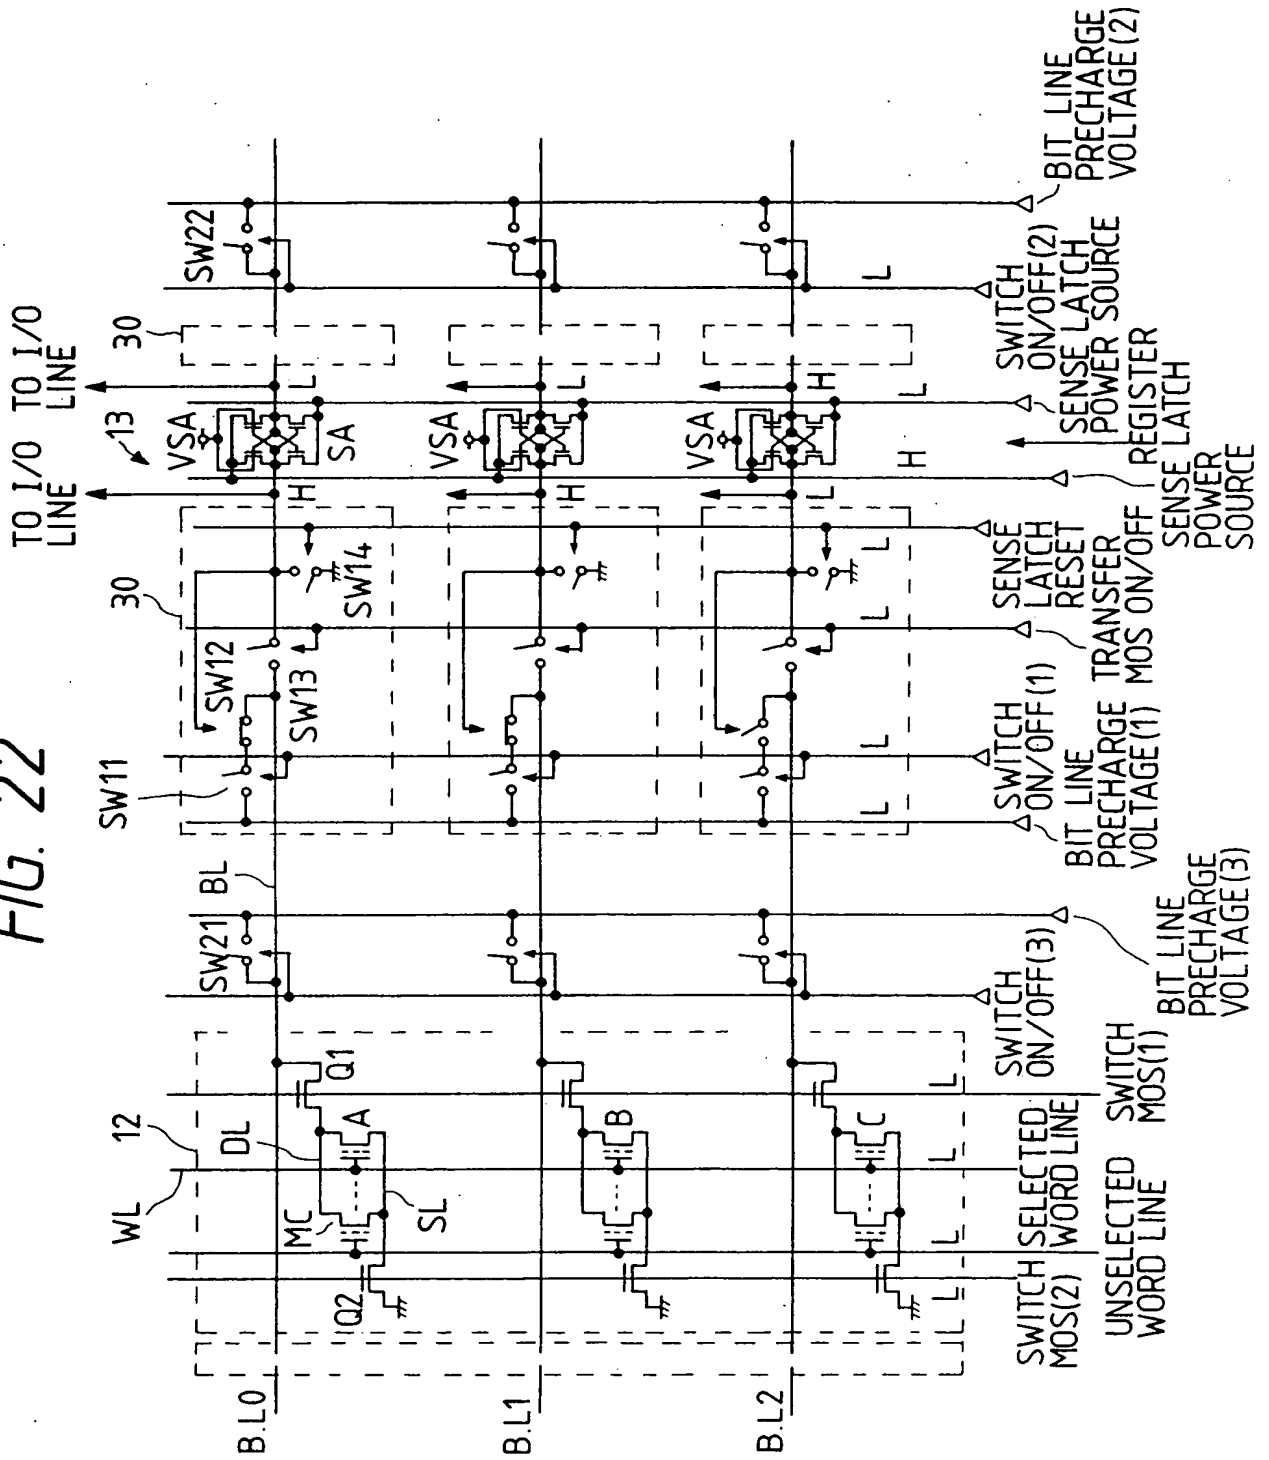 FIG. 22
TO I/O
LINE
TO I/O
LINE
13
30
30
SW11
12
WL
VSA
SA
H
L
SW22
SW12
SW13
SW14
BL
SW21
DL
Q1
A
MC
SL
Q2
B.L0
VSA
H
L
B
B.L1
VSA
L
H
C
B.L2
L
L
L
L
L
L
L
L
H
L
L
SWITCH
MOS(2)
UNSELECTED
WORD LINE
SELECTED
WORD LINE
SWITCH
MOS(1)
SWITCH
ON/OFF(3)
BIT LINE
PRECHARGE
VOLTAGE(3)
BIT LINE
PRECHARGE
VOLTAGE(1)
SWITCH
ON/OFF(1)
TRANSFER
MOS ON/OFF
SENSE
LATCH
RESET
SENSE LATCH
POWER
SOURCE
REGISTER
SENSE LATCH
POWER SOURCE
SWITCH
ON/OFF(2)
BIT LINE
PRECHARGE
VOLTAGE(2)